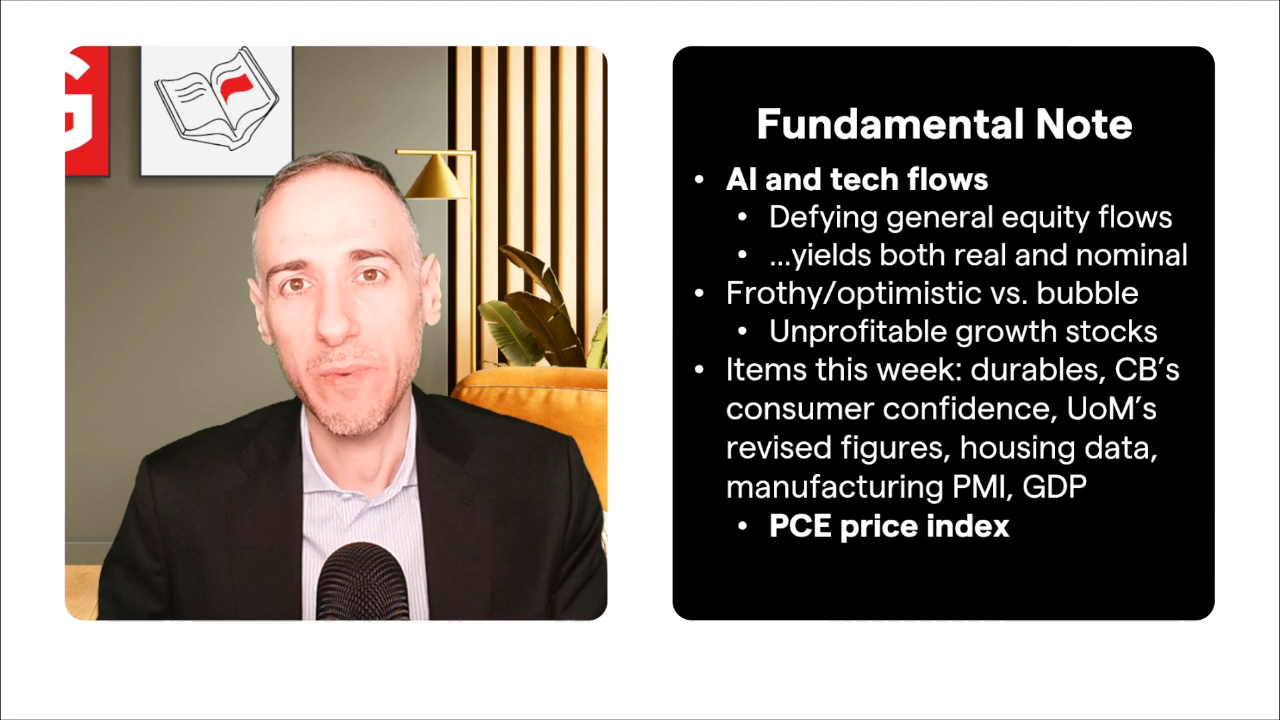 G
Fundamental Note
• AI and tech flows
• Defying general equity flows
• ...yields both real and nominal
• Frothy/optimistic vs. bubble
• Unprofitable growth stocks
• Items this week: durables, CB’s
consumer confidence, UoM’s
revised figures, housing data,
manufacturing PMI, GDP
• PCE price index